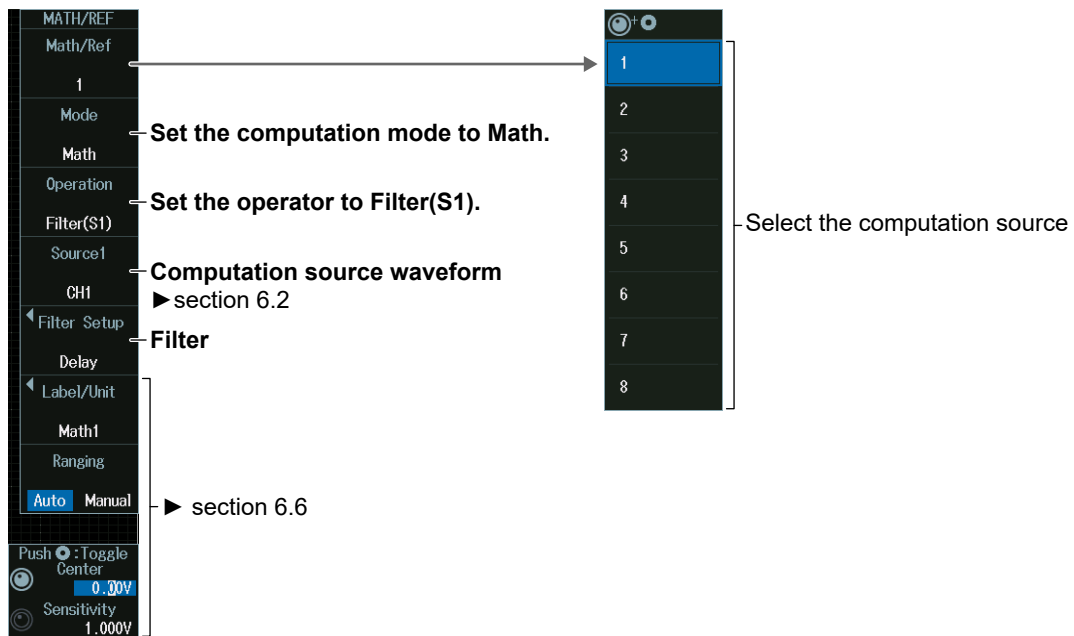 MATH/REF
Math/Ref
1
Mode
Math
Operation
Filter(S1)
Source1
CH1
Filter Setup
Delay
Label/Unit
Math1
Ranging
Auto Manual
Push :Toggle
Center
0.00V
Sensitivity
1.000V
Set the computation mode to Math.
Set the operator to Filter(S1).
Computation source waveform
►section 6.2
Filter
► section 6.6
+
1
2
3
4
5
6
7
8
Select the computation source